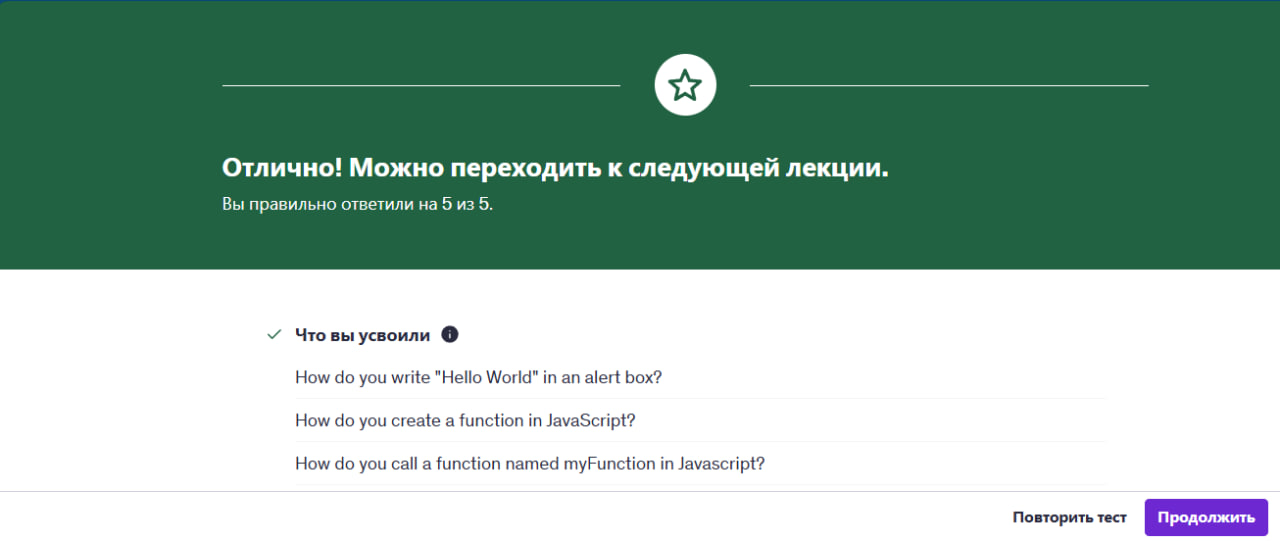 Отлично! Можно переходить к следующей лекции.
Вы правильно ответили на 5 из 5.
Что вы усвоили
How do you write "Hello World" in an alert box?
How do you create a function in JavaScript?
How do you call a function named myFunction in Javascript?
Повторить тест
Продолжить